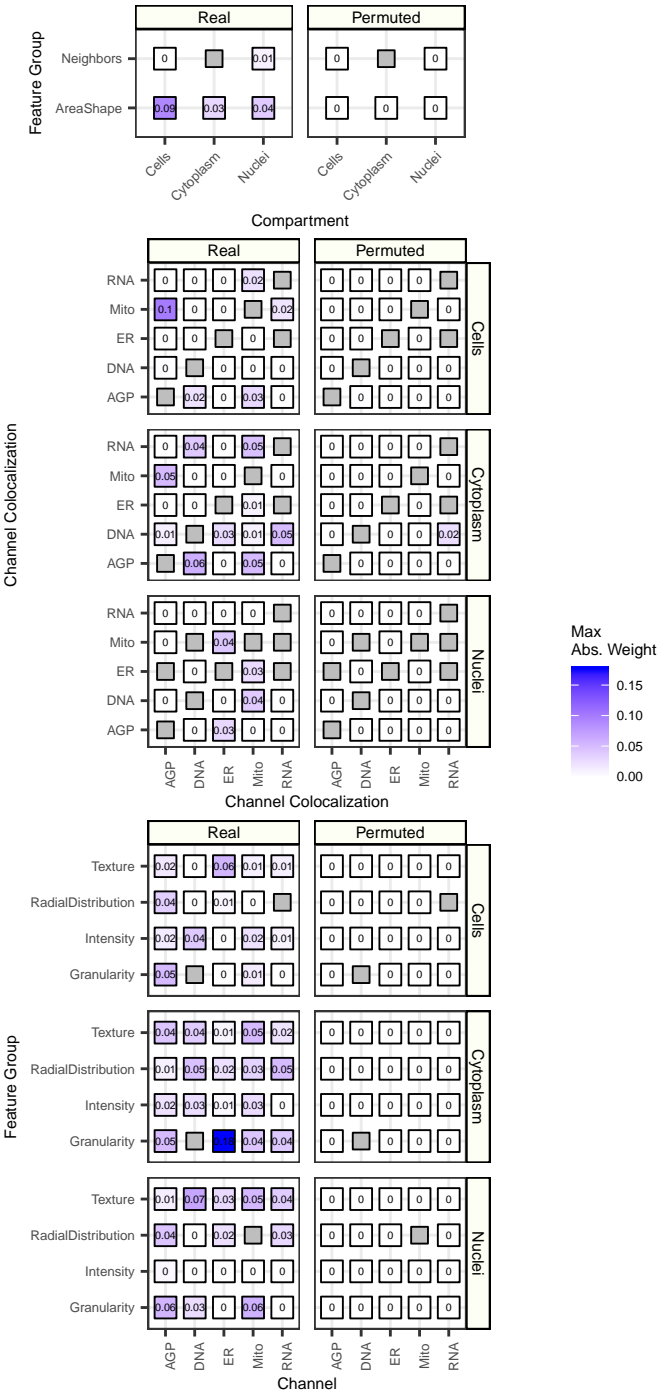 Real Permuted
Feature Group
Neighbors 0 0.01 0 0
AreaShape 0.09 0.03 0.04 0 0 0
Cells Cytoplasm Nuclei Cells Cytoplasm Nuclei
Compartment
Real Permuted
Channel Colocalization
Cells
RNA 0 0 0 0.02 0 0 0 0
Mito 0.1 0 0 0.02 0 0 0 0
ER 0 0 0 0 0 0
DNA 0 0 0 0 0 0 0 0
AGP 0.02 0 0.03 0 0 0 0 0
Cytoplasm
RNA 0 0.04 0 0.05 0 0 0 0
Mito 0.05 0 0 0 0 0 0 0
ER 0 0 0.01 0 0 0
DNA 0.01 0.03 0.01 0.05 0 0 0 0.02
AGP 0.06 0 0.05 0 0 0 0 0
Nuclei
RNA 0 0 0 0 0 0 0 0
Mito 0 0.04 0 0
ER 0 0.03 0 0
DNA 0 0 0.04 0 0 0 0 0
AGP 0 0.03 0 0 0 0 0 0
AGP DNA ER Mito RNA AGP DNA ER Mito RNA
Channel Colocalization
Max
Abs. Weight
0.15
0.10
0.05
0.00
Real Permuted
Feature Group
Cells
Texture 0.02 0 0.06 0.01 0.01 0 0 0 0 0
RadialDistribution 0.04 0 0.01 0 0 0 0 0
Intensity 0.02 0.04 0 0.02 0.01 0 0 0 0 0
Granularity 0.05 0 0.01 0 0 0 0 0
Cytoplasm
Texture 0.04 0.04 0.01 0.05 0.02 0 0 0 0 0
RadialDistribution 0.01 0.05 0.02 0.03 0.05 0 0 0 0 0
Intensity 0.02 0.03 0.01 0.03 0 0 0 0 0 0
Granularity 0.05 0.18 0.04 0.04 0 0 0 0
Nuclei
Texture 0.01 0.07 0.03 0.05 0.04 0 0 0 0 0
RadialDistribution 0.04 0 0.02 0.03 0 0 0 0
Intensity 0 0 0 0 0 0 0 0 0 0
Granularity 0.06 0.03 0 0.06 0 0 0 0 0 0
AGP DNA ER Mito RNA AGP DNA ER Mito RNA
Channel